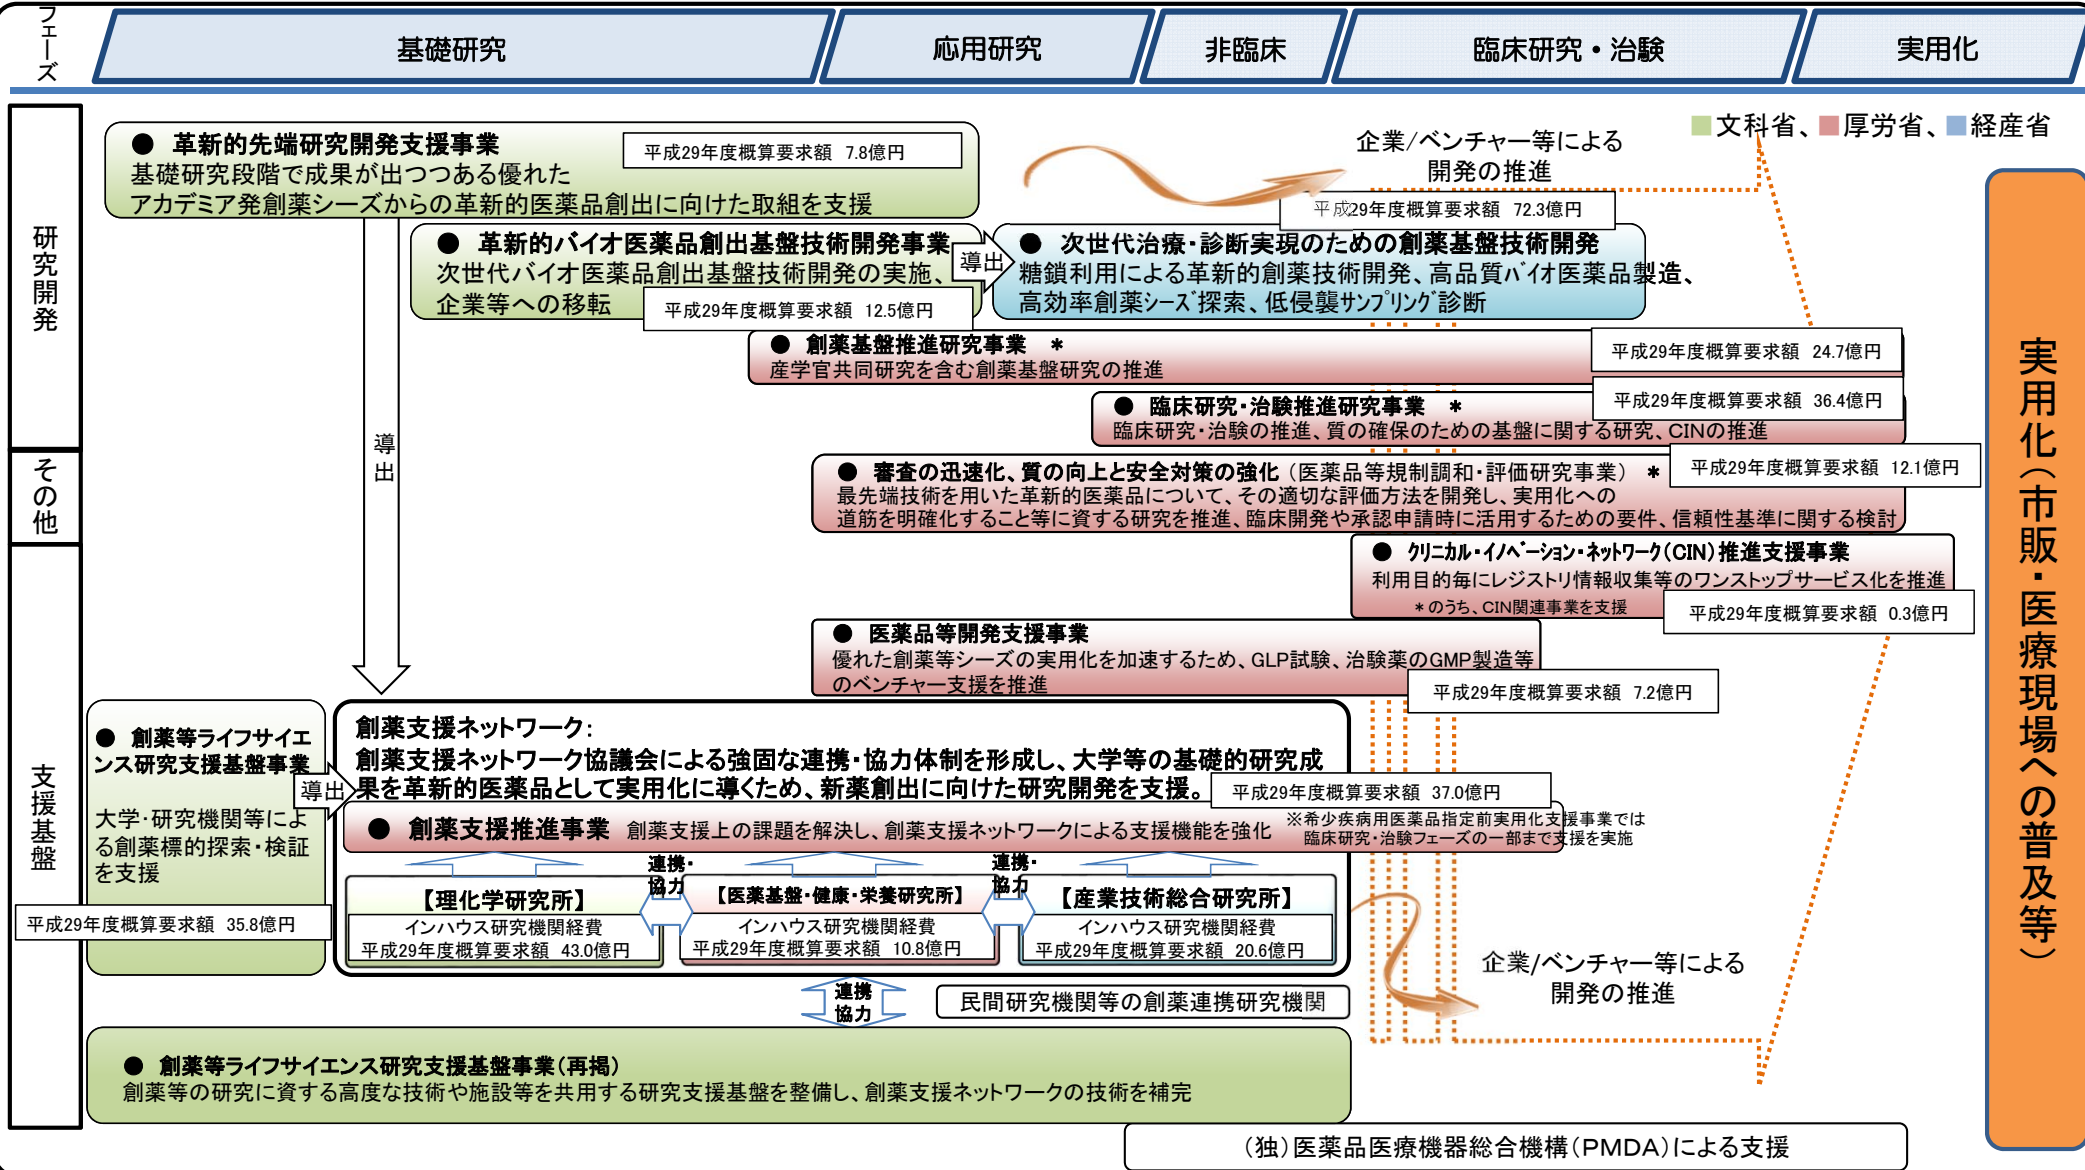 フェーズ
基礎研究
応用研究
非臨床
臨床研究・治験
実用化
■文科省、■厚労省、■経産省
研究開発
● 革新的先端研究開発支援事業
平成29年度概算要求額 7.8億円
基礎研究段階で成果が出つつある優れた
アカデミア発創薬シーズからの革新的医薬品創出に向けた取組を支援
企業/ベンチャー等による
開発の推進
平成29年度概算要求額 72.3億円
● 革新的バイオ医薬品創出基盤技術開発事業
次世代バイオ医薬品創出基盤技術開発の実施、
企業等への移転
平成29年度概算要求額 12.5億円
導出
● 次世代治療・診断実現のための創薬基盤技術開発
糖鎖利用による革新的創薬技術開発、高品質バイオ医薬品製造、
高効率創薬シーズ探索、低侵襲サンプリング診断
● 創薬基盤推進研究事業 *
産学官共同研究を含む創薬基盤研究の推進
平成29年度概算要求額 24.7億円
● 臨床研究・治験推進研究事業 *
平成29年度概算要求額 36.4億円
臨床研究・治験の推進、質の確保のための基盤に関する研究、CINの推進
導出
その他
● 審査の迅速化、質の向上と安全対策の強化（医薬品等規制調和・評価研究事業） *
平成29年度概算要求額 12.1億円
最先端技術を用いた革新的医薬品について、その適切な評価方法を開発し、実用化への
道筋を明確化すること等に資する研究を推進、臨床開発や承認申請時に活用するための要件、信頼性基準に関する検討
支援基盤
● クリニカル・イノベーション・ネットワーク(CIN)推進支援事業
利用目的毎にレジストリ情報収集等のワンストップサービス化を推進
*のうち、CIN関連事業を支援
平成29年度概算要求額 0.3億円
● 医薬品等開発支援事業
優れた創薬等シーズの実用化を加速するため、GLP試験、治験薬のGMP製造等
のベンチャー支援を推進
平成29年度概算要求額 7.2億円
● 創薬等ライフサイエ
ンス研究支援基盤事業
大学・研究機関等によ
る創薬標的探索・検証
を支援
平成29年度概算要求額 35.8億円
導出
創薬支援ネットワーク：
創薬支援ネットワーク協議会による強固な連携・協力体制を形成し、大学等の基礎的研究成
果を革新的医薬品として実用化に導くため、新薬創出に向けた研究開発を支援。
平成29年度概算要求額 37.0億円
● 創薬支援推進事業 創薬支援上の課題を解決し、創薬支援ネットワークによる支援機能を強化
※希少疾病用医薬品指定前実用化支援事業では
臨床研究・治験フェーズの一部まで支援を実施
連携・
協力
連携・
協力
【理化学研究所】
インハウス研究機関経費
平成29年度概算要求額 43.0億円
【医薬基盤・健康・栄養研究所】
インハウス研究機関経費
平成29年度概算要求額 10.8億円
【産業技術総合研究所】
インハウス研究機関経費
平成29年度概算要求額 20.6億円
連携
協力
民間研究機関等の創薬連携研究機関
企業/ベンチャー等による
開発の推進
● 創薬等ライフサイエンス研究支援基盤事業(再掲)
創薬等の研究に資する高度な技術や施設等を共用する研究支援基盤を整備し、創薬支援ネットワークの技術を補完
（独）医薬品医療機器総合機構(PMDA)による支援
実用化（市販・医療現場への普及等）